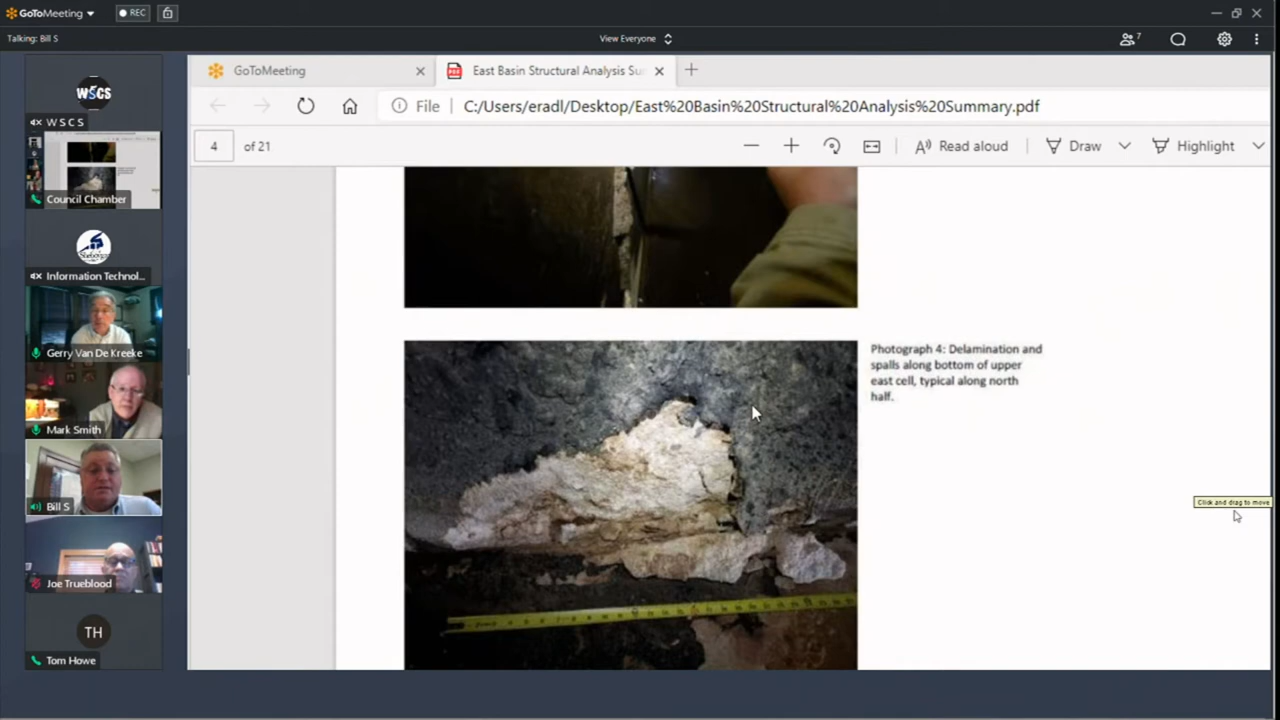 GoToMeeting
REC
Talking: Bill S
View Everyone
7
W5CS
W S C S
Council Chamber
Sheboygan
Information Technol...
Gerry Van De Kreeke
Mark Smith
Bill S
Joe Trueblood
TH
Tom Howe
GoToMeeting
East Basin Structural Analysis Su
File
C:/Users/eradl/Desktop/East%20Basin%20Structural%20Analysis%20Summary.pdf
4 of 21
Read aloud
Draw
Highlight
Photograph 4: Delamination and
spalls along bottom of upper
east cell, typical along north
half.
Click and drag to move